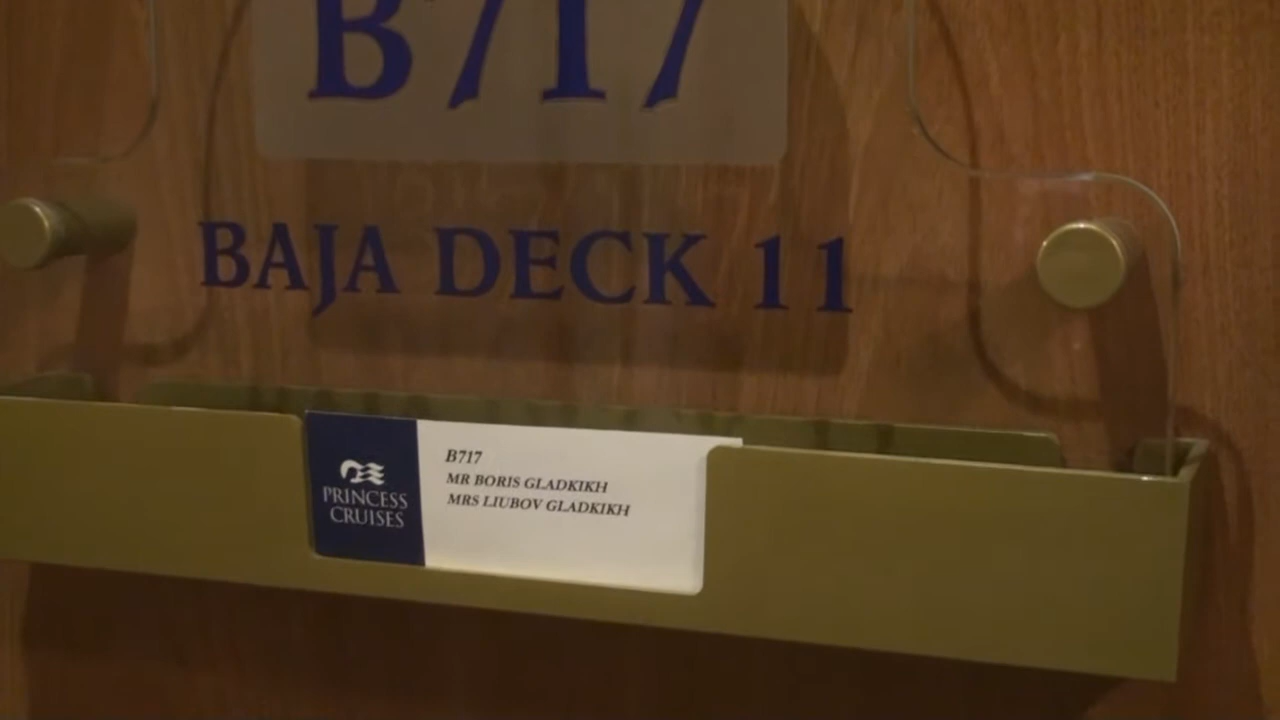 B717
BAJA DECK 11
PRINCESS
CRUISES
B717
MR BORIS GLADKIKH
MRS LIUBOV GLADKIKH